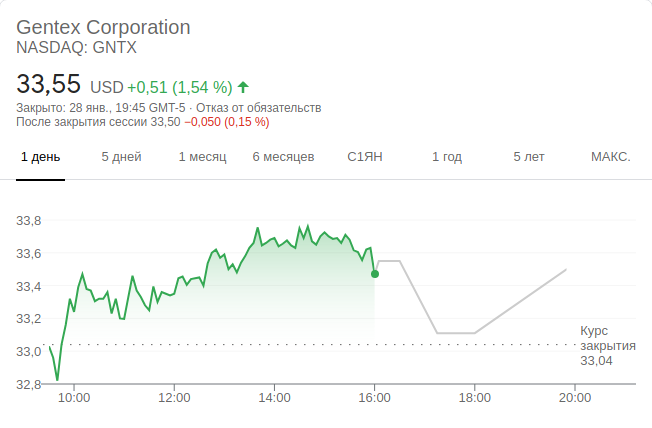 Gentex Corporation
NASDAQ: GNTX
33,55 USD +0,51 (1,54 %)
Закрыто: 28 янв., 19:45 GMT-5 · Отказ от обязательств
После закрытия сессии 33,50 −0,050 (0,15 %)
1 день 5 дней 1 месяц 6 месяцев С1ЯН 1 год 5 лет МАКС.
33,8
33,6
33,4
33,2
33,0
32,8
Курс
закрытия
33,04
10:00 12:00 14:00 16:00 18:00 20:00